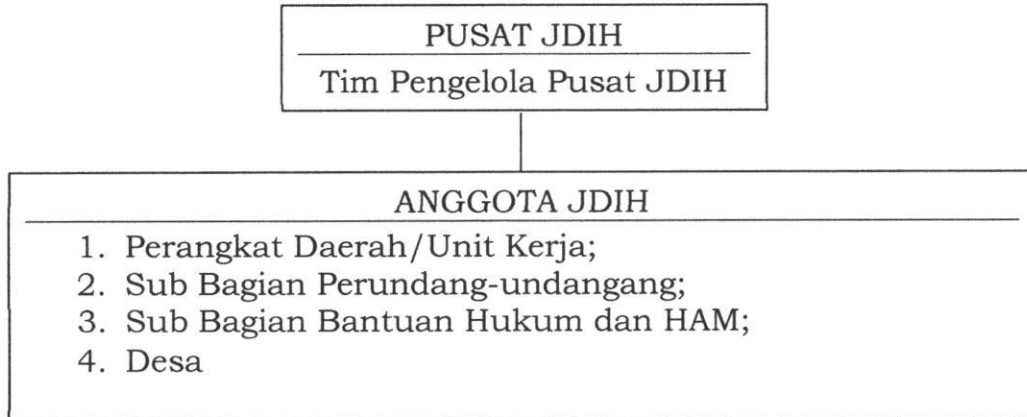 PUSAT JDIH
Tim Pengelola Pusat JDIH
ANGGOTA JDIH
1. Perangkat Daerah/Unit Kerja;
2. Sub Bagian Perundang-undangang;
3. Sub Bagian Bantuan Hukum dan HAM;
4. Desa